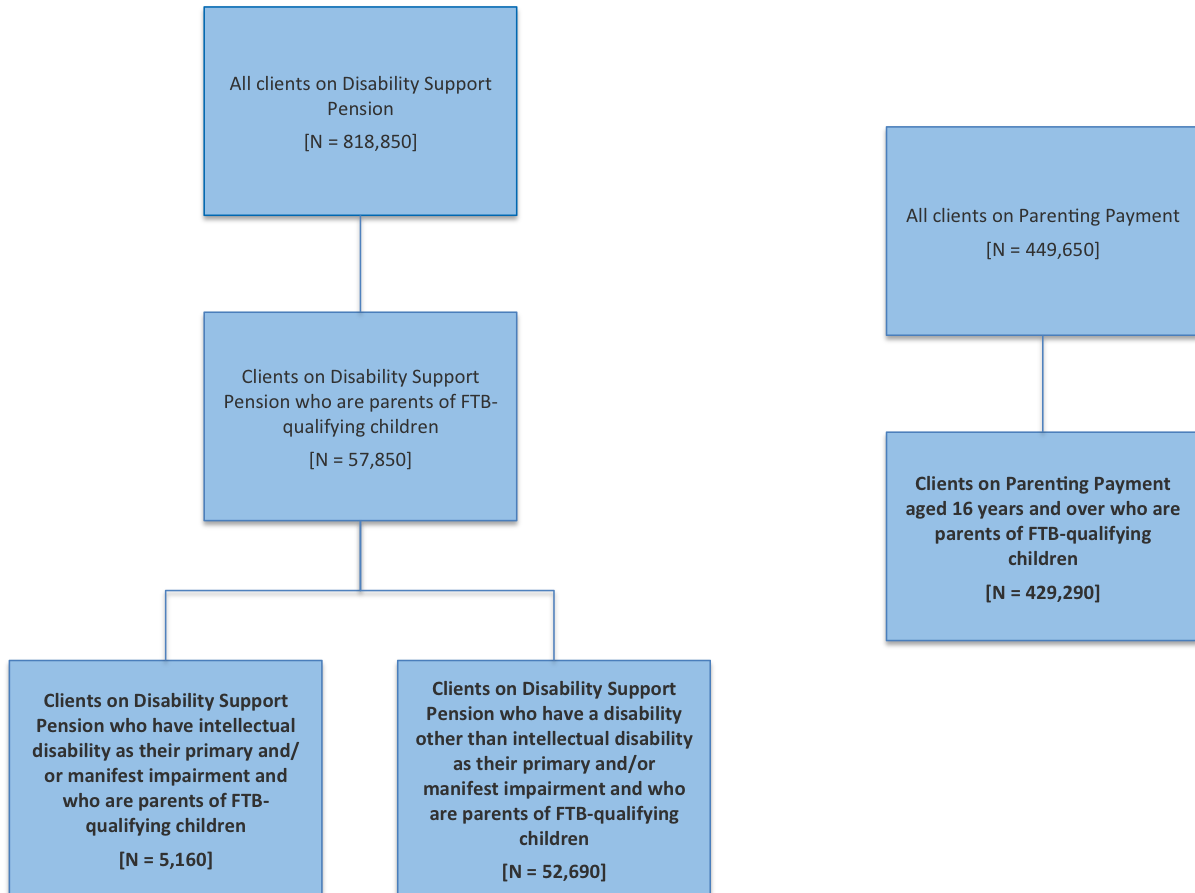 All clients on Disability Support
Pension
[N = 818,850]
All clients on Parenting Payment
[N = 449,650]
Clients on Disability Support
Pension who are parents of FTB-
qualifying children
[N = 57,850]
Clients on Parenting Payment
aged 16 years and over who are
parents of FTB-qualifying
children
[N = 429,290]
Clients on Disability Support
Pension who have intellectual
disability as their primary and/
or manifest impairment and
who are parents of FTB-
qualifying children
[N = 5,160]
Clients on Disability Support
Pension who have a disability
other than intellectual disability
as their primary and/or
manifest impairment and who
are parents of FTB-qualifying
children
[N = 52,690]